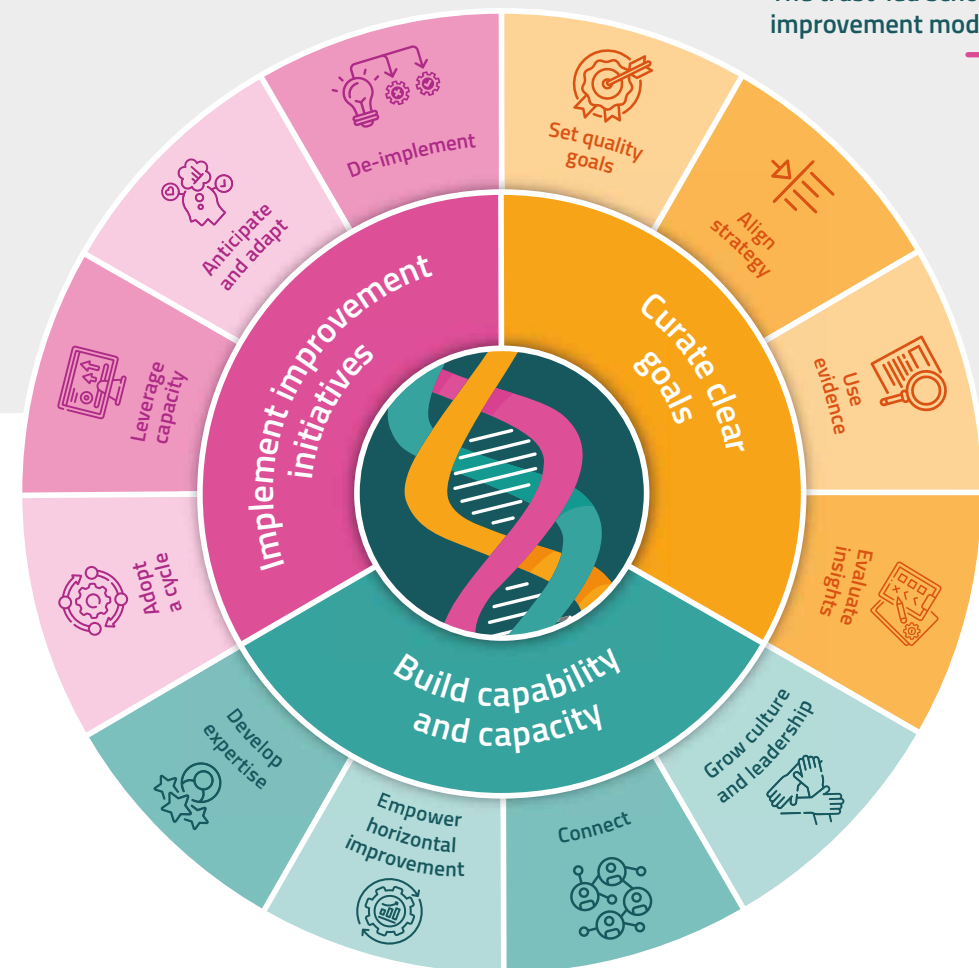 improvement mod
Set quality
goals
Align
strategy
Use
evidence
Evaluate
insights
Grow culture
and leadership
Connect
Empower
horizontal
improvement
Develop
expertise
Adopt
a cycle
Leverage
capacity
Anticipate
and adapt
De-implement
Curate clear
goals
Build capability
and capacity
Implement improvement
initiatives